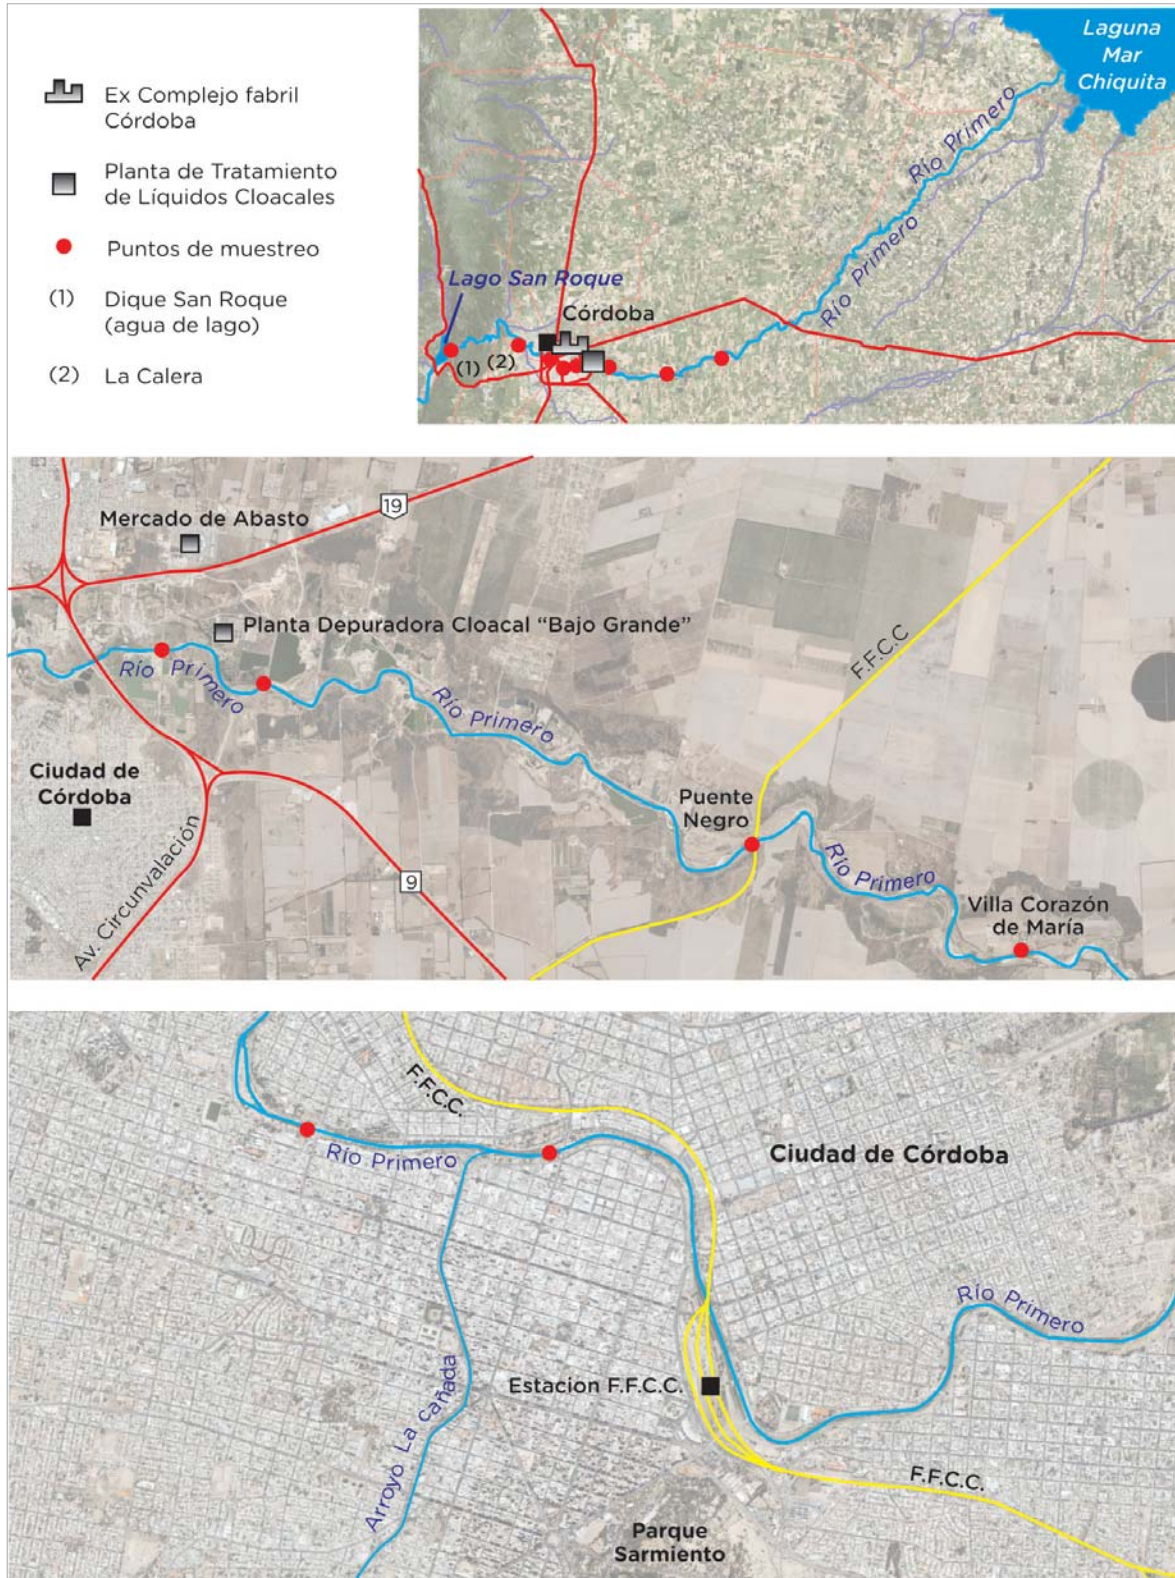 Ex Complejo fabril
Córdoba
Planta de Tratamiento
de Líquidos Cloacales
Puntos de muestreo
(1) Dique San Roque
(agua de lago)
(2) La Calera
Laguna
Mar
Chiquita
Río Primero
Río Primero
Lago San Roque
Córdoba
(1) (2)
19
Mercado de Abasto
Planta Depuradora Cloacal “Bajo Grande”
F.F.C.C
Río Primero
Río Primero
Ciudad de
Córdoba
Puente
Negro
Río Primero
Av. Circunvalación
9
Villa Corazón
de María
F.F.C.C.
Río Primero
Ciudad de Córdoba
Río Primero
Estacion F.F.C.C.
Arroyo La cañada
F.F.C.C.
Parque
Sarmiento